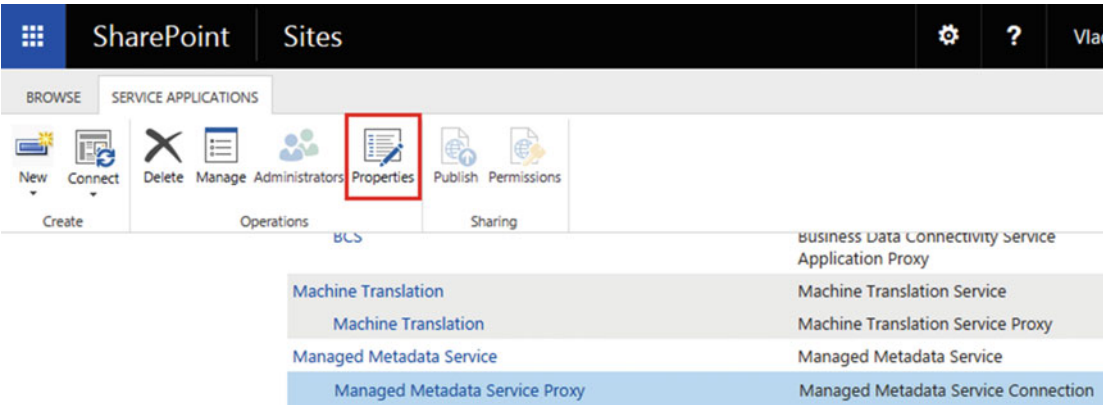 SharePoint Sites ?
BROWSE SERVICE APPLICATIONS
New Connect Delete Manage Administrators Properties Publish Permissions
Create Operations Sharing
BCS Business Data Connectivity Service
Application Proxy
Machine Translation Machine Translation Service
Machine Translation Machine Translation Service Proxy
Managed Metadata Service Managed Metadata Service
Managed Metadata Service Proxy Managed Metadata Service Connection